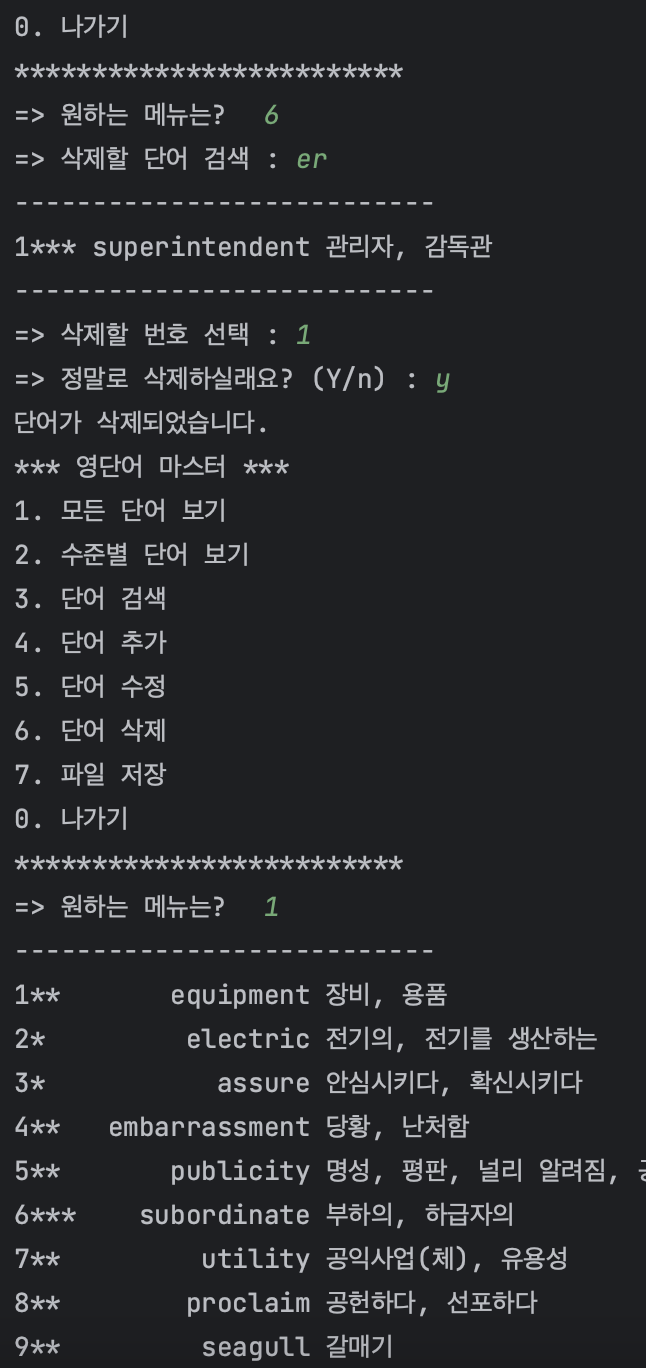 0. 나가기
*************************
=> 원하는 메뉴는? 6
=> 삭제할 단어 검색 : er
---------------------------
1*** superintendent 관리자, 감독관
---------------------------
=> 삭제할 번호 선택 : 1
=> 정말로 삭제하실래요? (Y/n) : y
단어가 삭제되었습니다.
*** 영단어 마스터 ***
1. 모든 단어 보기
2. 수준별 단어 보기
3. 단어 검색
4. 단어 추가
5. 단어 수정
6. 단어 삭제
7. 파일 저장
0. 나가기
*************************
=> 원하는 메뉴는? 1
---------------------------
1** equipment 장비, 용품
2* electric 전기의, 전기를 생산하는
3* assure 안심시키다, 확신시키다
4** embarrassment 당황, 난처함
5** publicity 명성, 평판, 널리 알려짐,
6*** subordinate 부하의, 하급자의
7** utility 공익사업(체), 유용성
8** proclaim 공헌하다, 선포하다
9** seagull 갈매기